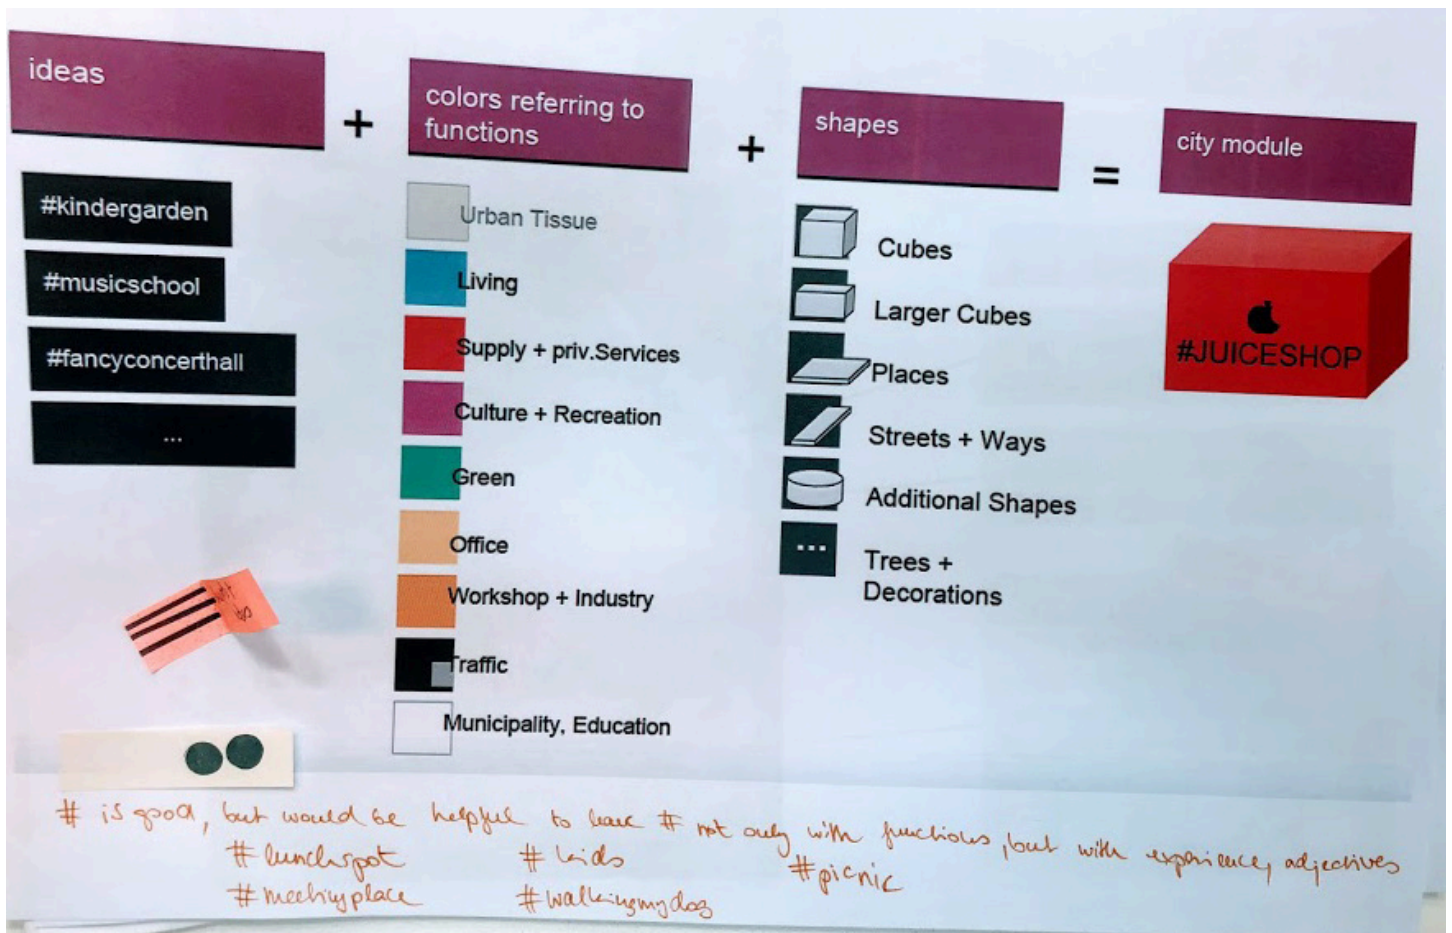 ideas
+
colors referring to
functions
+
shapes
=
city module
#kindergarden
#musicschool
#fancyconcerthall
...
Urban Tissue
Living
Supply + priv.Services
Culture + Recreation
Green
Office
Workshop + Industry
Traffic
Municipality, Education
Cubes
Larger Cubes
Places
Streets + Ways
Additional Shapes
...
Trees +
Decorations
#JUICESHOP
# is good, but would be helpful to have # not only with functions, but with experience, adjectives
#lunchspot #kids #picnic
#meetingplace #walkingmydog